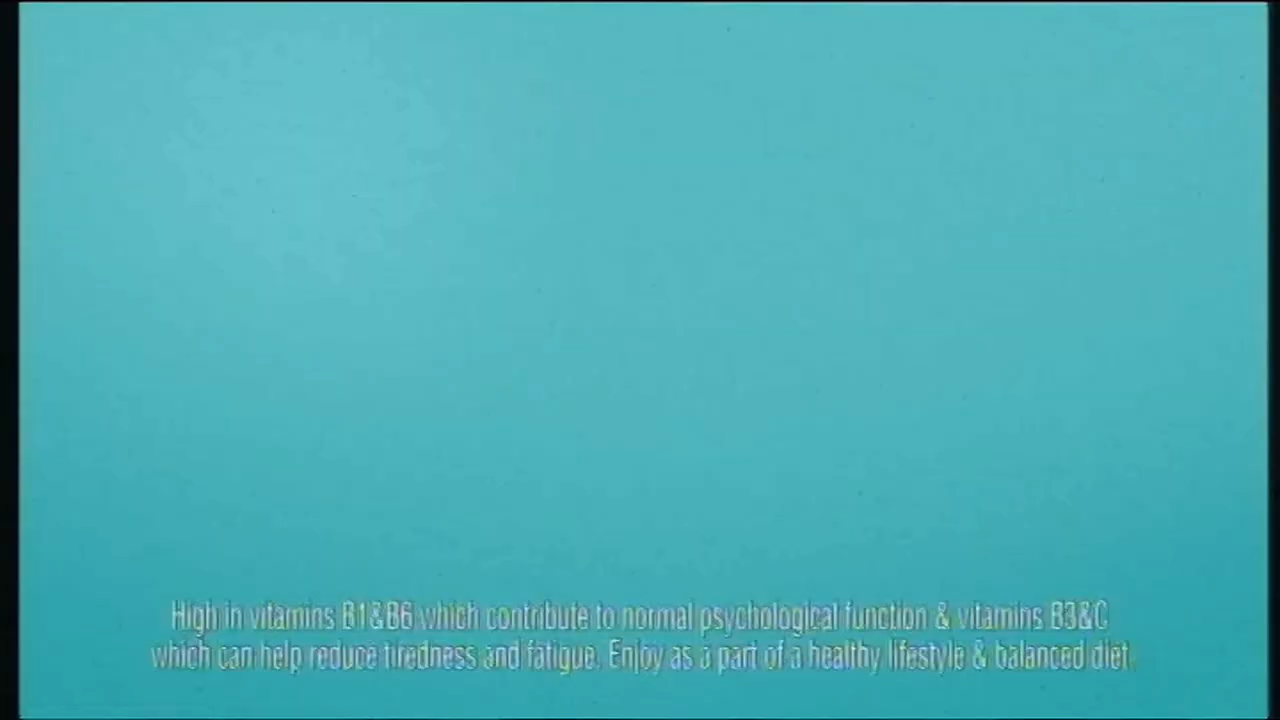 High in vitamins B1&B6 which contribute to normal psychological function & vitamins B3&C
which can help reduce tiredness and fatigue. Enjoy as a part of a healthy lifestyle & balanced diet.